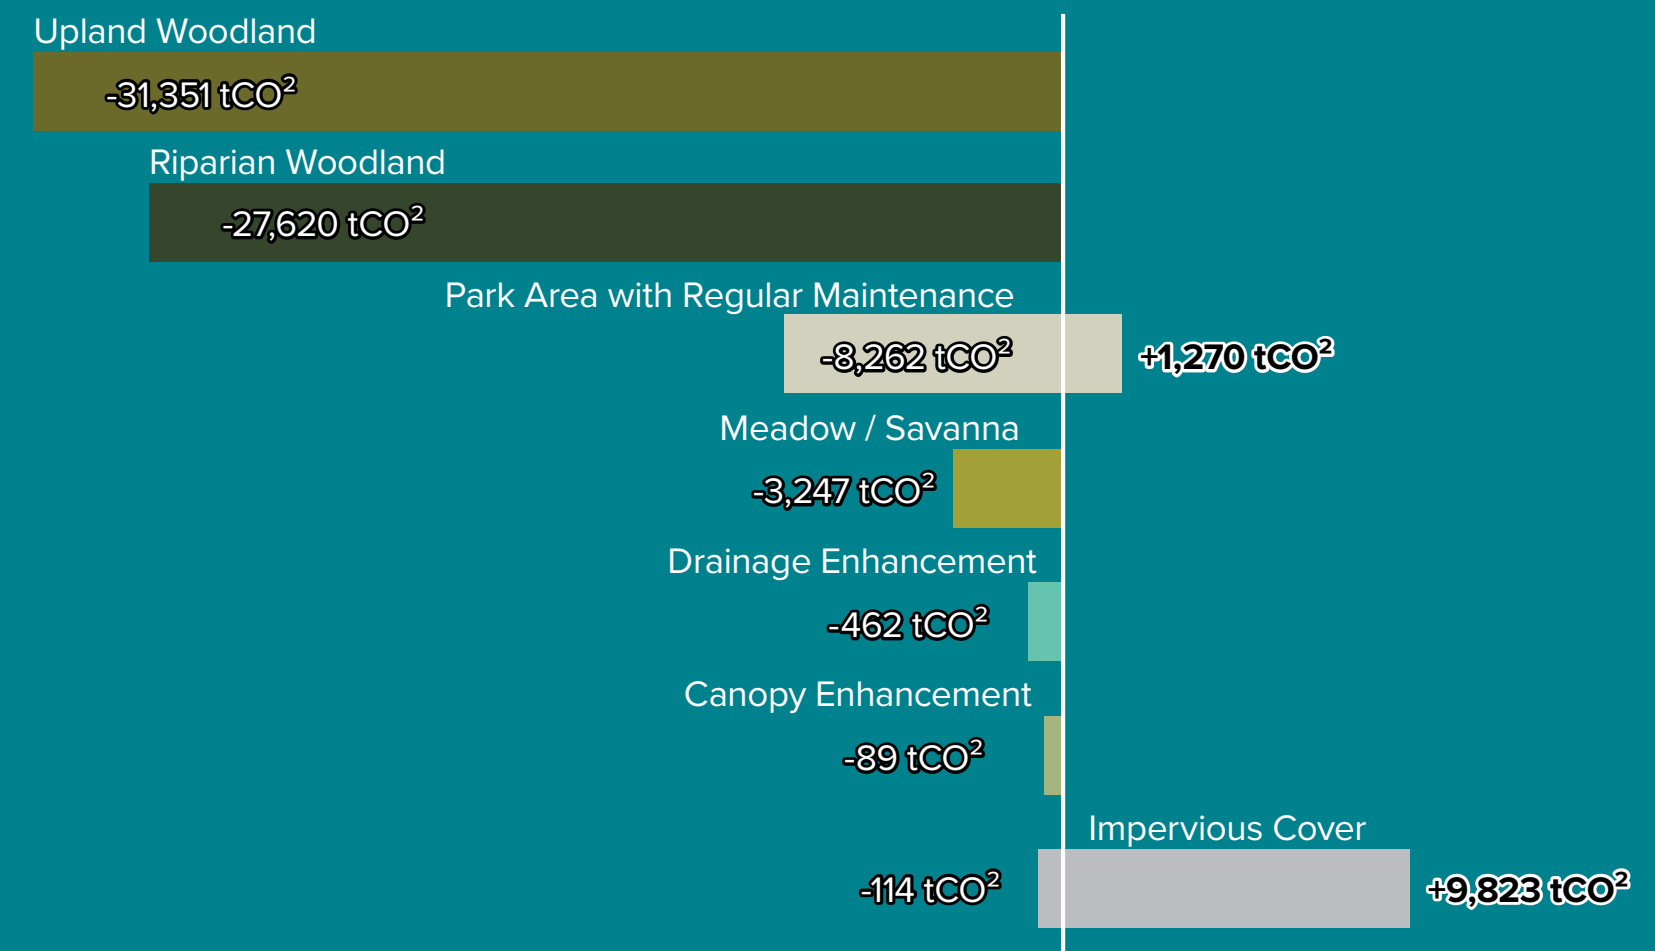 Upland Woodland
-31,351 tCO²
Riparian Woodland
-27,620 tCO²
Park Area with Regular Maintenance
-8,262 tCO² +1,270 tCO²
Meadow / Savanna
-3,247 tCO²
Drainage Enhancement
-462 tCO²
Canopy Enhancement
-89 tCO²
Impervious Cover
-114 tCO² +9,823 tCO²